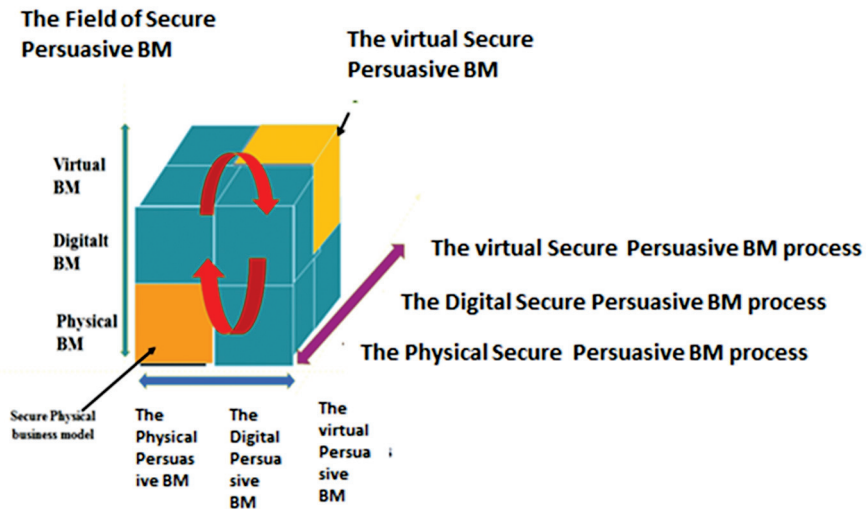 The Field of Secure
Persuasive BM
The virtual Secure
Persuasive BM
Virtual
BM
Digitalt
BM
Physical
BM
The virtual Secure Persuasive BM process
The Digital Secure Persuasive BM process
The Physical Secure Persuasive BM process
Secure Physical
business model
The
Physical
Persuas
ive BM
The
Digital
Persua
sive
BM
The
virtual
Persua
sive
BM